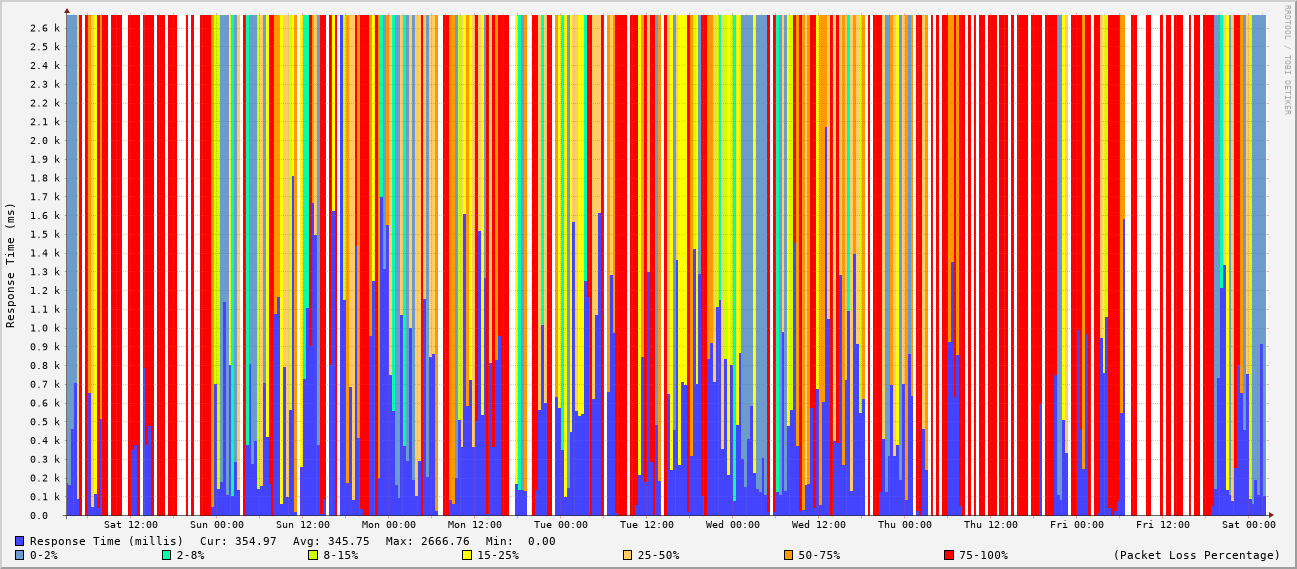 RRDTOOL / TOBI OETIKER
Response Time (ms)
2.6 k
2.5 k
2.4 k
2.3 k
2.2 k
2.1 k
2.0 k
1.9 k
1.8 k
1.7 k
1.6 k
1.5 k
1.4 k
1.3 k
1.2 k
1.1 k
1.0 k
0.9 k
0.8 k
0.7 k
0.6 k
0.5 k
0.4 k
0.3 k
0.2 k
0.1 k
0.0
Sat 12:00 Sun 00:00 Sun 12:00 Mon 00:00 Mon 12:00 Tue 00:00 Tue 12:00 Wed 00:00 Wed 12:00 Thu 00:00 Thu 12:00 Fri 00:00 Fri 12:00 Sat 00:00
Response Time (millis) Cur: 354.97 Avg: 345.75 Max: 2666.76 Min: 0.00
0-2% 2-8% 8-15% 15-25% 25-50% 50-75% 75-100% (Packet Loss Percentage)